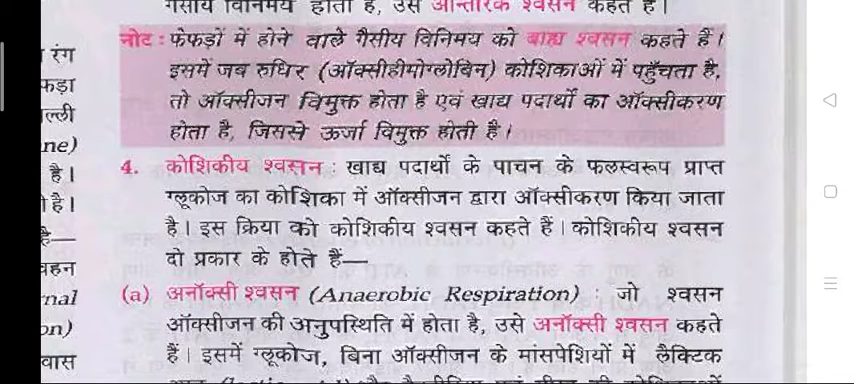 गैसीय विनिमय होता है, उसे आन्तरिक श्वसन कहते हैं।
नोट : फेफड़ों में होने वाले गैसीय विनिमय को बाह्य श्वसन कहते हैं।
इसमें जब रुधिर (ऑक्सीहीमोग्लोबिन) कोशिकाओं में पहुँचता है,
तो ऑक्सीजन विमुक्त होता है एवं खाद्य पदार्थों का ऑक्सीकरण
होता है, जिससे ऊर्जा विमुक्त होती है।
4. कोशिकीय श्वसन : खाद्य पदार्थों के पाचन के फलस्वरूप प्राप्त
ग्लूकोज का कोशिका में ऑक्सीजन द्वारा ऑक्सीकरण किया जाता
है। इस क्रिया को कोशिकीय श्वसन कहते हैं। कोशिकीय श्वसन
दो प्रकार के होते हैं—
(a) अनॉक्सी श्वसन (Anaerobic Respiration) : जो श्वसन
ऑक्सीजन की अनुपस्थिति में होता है, उसे अनॉक्सी श्वसन कहते
हैं। इसमें ग्लूकोज, बिना ऑक्सीजन के मांसपेशियों में लैक्टिक
रंग
ne)
है।
है।
है—
nal
on)
वास